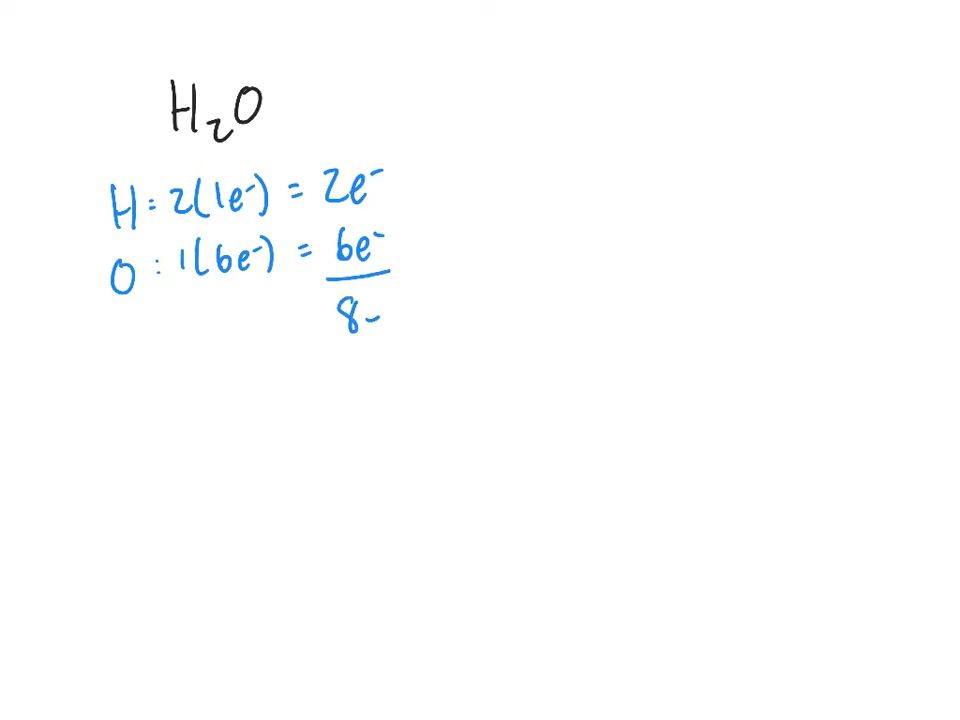 H₂O
H: 2(1e⁻) = 2e⁻
O: 1(6e⁻) = 6e⁻
8-